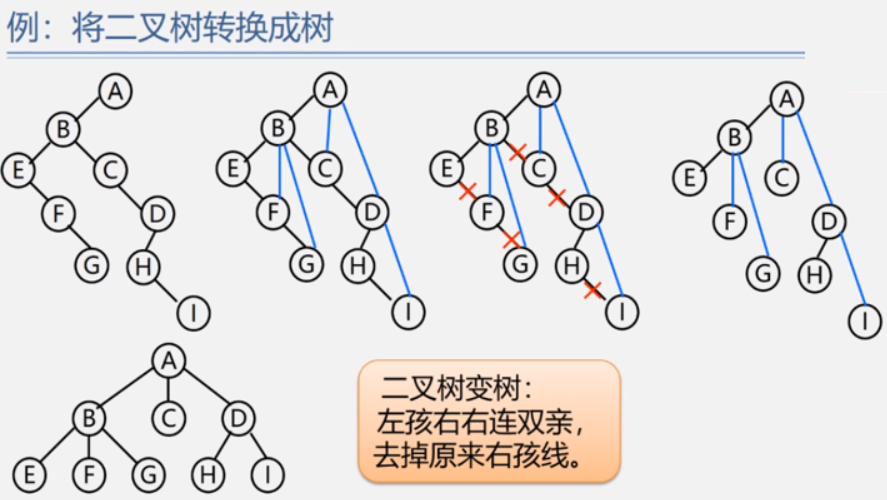 例：将二叉树转换成树
A A A A
B B B B
E C E C E C E C
F D F D F D F D
G H G H G H G H
I I I I
A
B C D
E F G H I
二叉树变树：
左孩右右连双亲，
去掉原来右孩线。